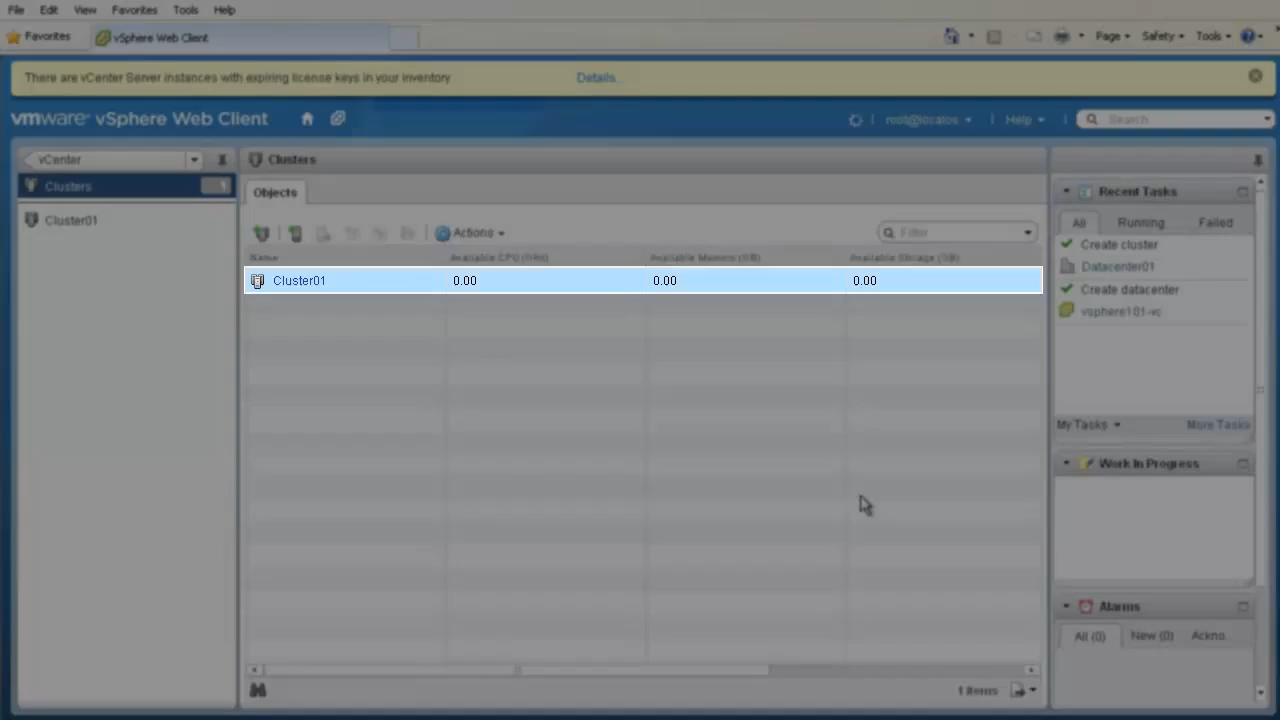 File Edit View Favorites Tools Help
Favorites vSphere Web Client Page Safety Tools
There are vCenter Server instances with expiring license keys in your inventory Details...
vmware vSphere Web Client root@localos Help Search
vCenter
Clusters 1
Cluster01
Clusters
Objects
Actions Filter
Name Available CPU (GHz) Available Memory (GB) Available Storage (GB)
Cluster01 0.00 0.00 0.00
1 items
Recent Tasks
All Running Failed
Create cluster
Datacenter01
Create datacenter
vsphere101-vc
My Tasks More Tasks
Work In Progress
Alarms
All (0) New (0) Ackno...